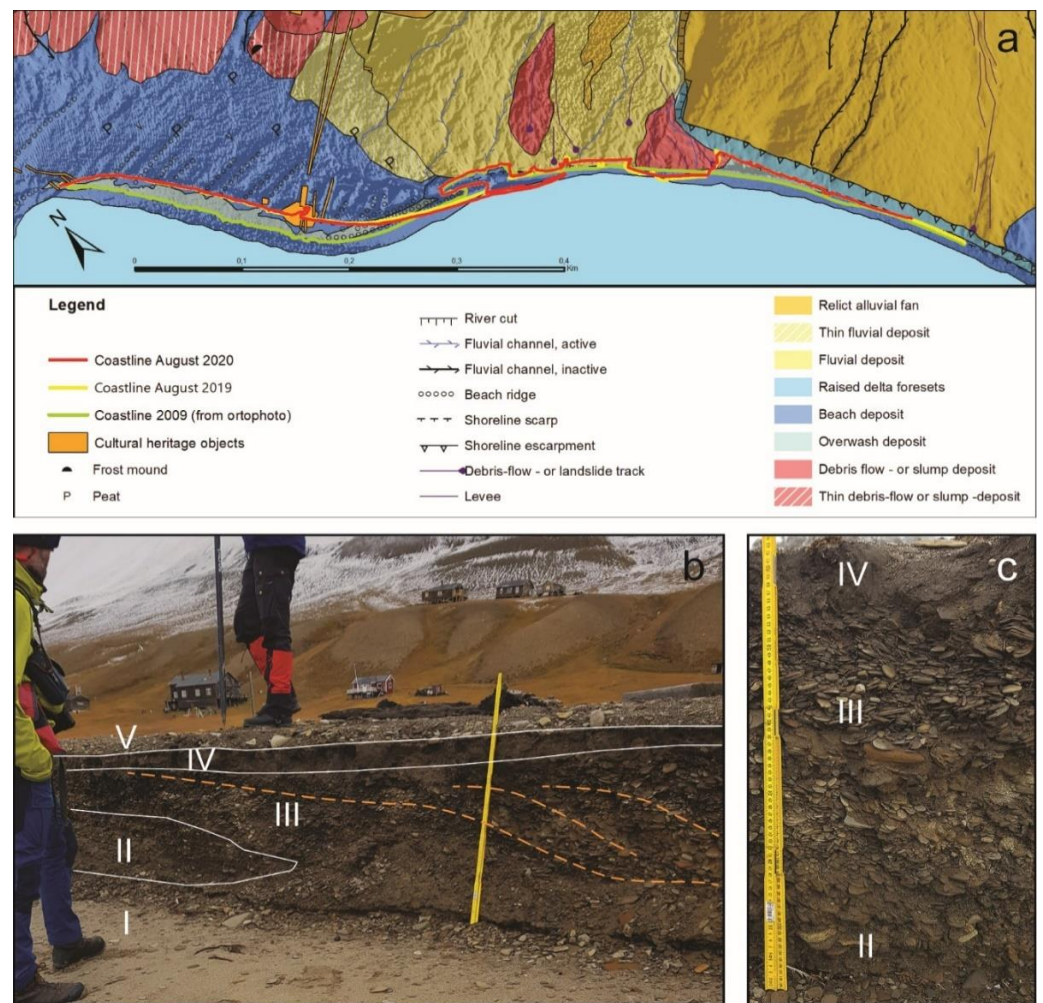 a
P
P
P
P
P
P
P
N
0
0,1
0,2
0,3
0,4
Km
Legend
Coastline August 2020
Coastline August 2019
Coastline 2009 (from ortophoto)
Cultural heritage objects
Frost mound
P Peat
River cut
Fluvial channel, active
Fluvial channel, inactive
Beach ridge
Shoreline scarp
Shoreline escarpment
Debris-flow - or landslide track
Levee
Relict alluvial fan
Thin fluvial deposit
Fluvial deposit
Raised delta foresets
Beach deposit
Overwash deposit
Debris flow - or slump deposit
Thin debris-flow or slump -deposit
b
V
IV
III
II
I
c
IV
III
II